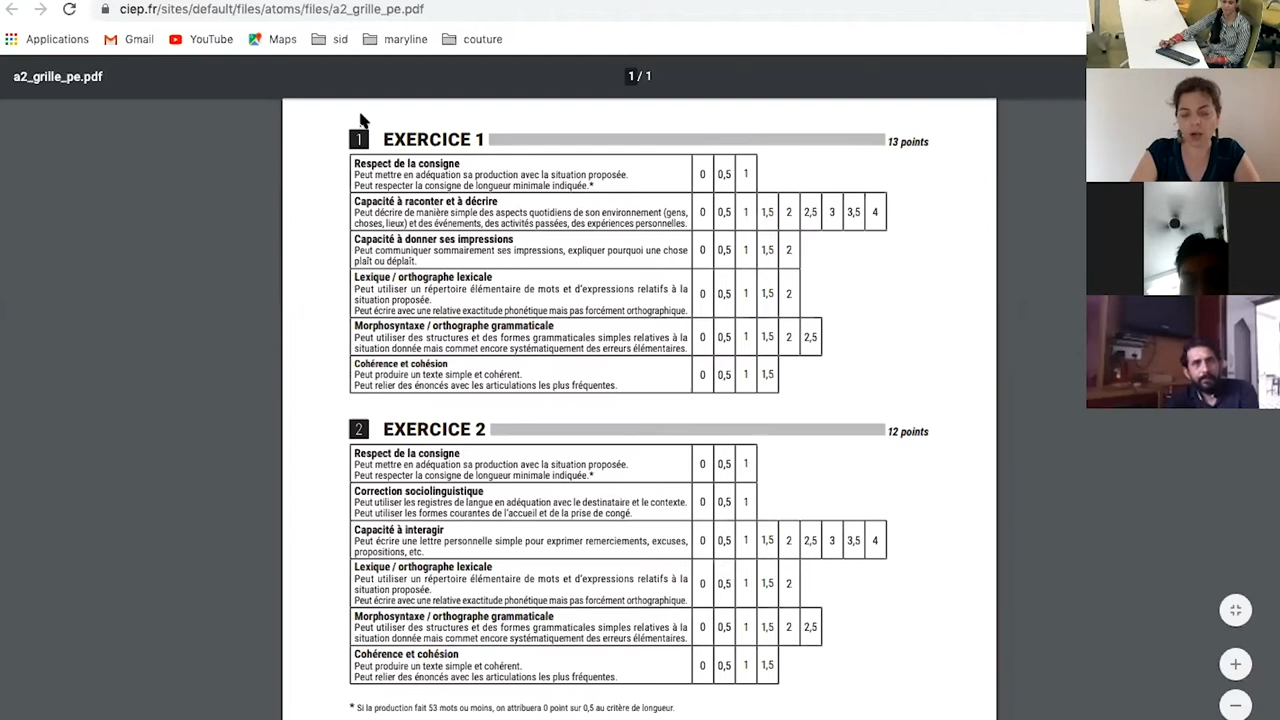 ciep.fr/sites/default/files/atoms/files/a2_grille_pe.pdf
Applications Gmail YouTube Maps sid maryline couture
a2_grille_pe.pdf 1 / 1
1 EXERCICE 1 13 points
Respect de la consigne
Peut mettre en adéquation sa production avec la situation proposée.
Peut respecter la consigne de longueur minimale indiquée.*
0 0,5 1
Capacité à raconter et à décrire
Peut décrire de manière simple des aspects quotidiens de son environnement (gens,
choses, lieux) et des événements, des activités passées, des expériences personnelles.
0 0,5 1 1,5 2 2,5 3 3,5 4
Capacité à donner ses impressions
Peut communiquer sommairement ses impressions, expliquer pourquoi une chose
plaît ou déplaît.
0 0,5 1 1,5 2
Lexique / orthographe lexicale
Peut utiliser un répertoire élémentaire de mots et d'expressions relatifs à la
situation proposée.
Peut écrire avec une relative exactitude phonétique mais pas forcément orthographique.
0 0,5 1 1,5 2
Morphosyntaxe / orthographe grammaticale
Peut utiliser des structures et des formes grammaticales simples relatives à la
situation donnée mais commet encore systématiquement des erreurs élémentaires.
0 0,5 1 1,5 2 2,5
Cohérence et cohésion
Peut produire un texte simple et cohérent.
Peut relier des énoncés avec les articulations les plus fréquentes.
0 0,5 1 1,5
2 EXERCICE 2 12 points
Respect de la consigne
Peut mettre en adéquation sa production avec la situation proposée.
Peut respecter la consigne de longueur minimale indiquée.*
0 0,5 1
Correction sociolinguistique
Peut utiliser les registres de langue en adéquation avec le destinataire et le contexte.
Peut utiliser les formes courantes de l'accueil et de la prise de congé.
0 0,5 1
Capacité à interagir
Peut écrire une lettre personnelle simple pour exprimer remerciements, excuses,
propositions, etc.
0 0,5 1 1,5 2 2,5 3 3,5 4
Lexique / orthographe lexicale
Peut utiliser un répertoire élémentaire de mots et d'expressions relatifs à la
situation proposée.
Peut écrire avec une relative exactitude phonétique mais pas forcément orthographique.
0 0,5 1 1,5 2
Morphosyntaxe / orthographe grammaticale
Peut utiliser des structures et des formes grammaticales simples relatives à la
situation donnée mais commet encore systématiquement des erreurs élémentaires.
0 0,5 1 1,5 2 2,5
Cohérence et cohésion
Peut produire un texte simple et cohérent.
Peut relier des énoncés avec les articulations les plus fréquentes.
0 0,5 1 1,5
* Si la production fait 53 mots ou moins, on attribuera 0 point sur 0,5 au critère de longueur.